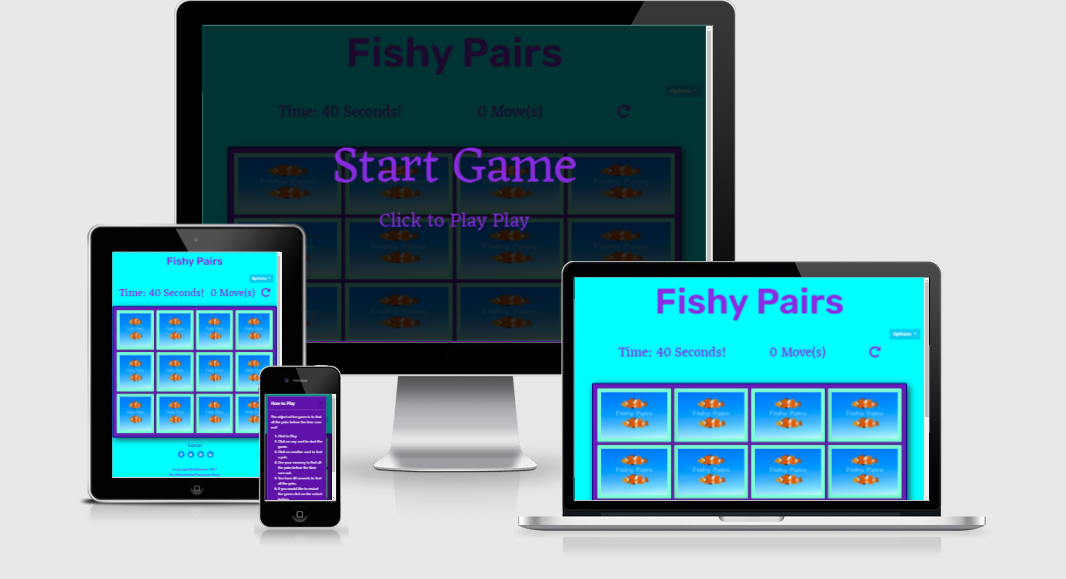 Fishy Pairs
Options
Time: 40 Seconds! 0 Move(s)
Start Game
Click to Play Play
Fishy Pairs
Options
Time: 40 Seconds! 0 Move(s)
Social
How to Play
The object of the game is to find
all the pairs before the timer runs
out!
1. Click to Play
2. Click on any card to start the
game.
3. Click on another card to find
a pair.
4. Use your memory to find all
the pairs before the time
runs out.
5. You have 40 seconds to find
all the pairs.
6. If you would like to restart
the game click on the restart
button.
Fishy Pairs
Options
Time: 40 Seconds! 0 Move(s)
Fishy Pairs Fishy Pairs Fishy Pairs Fishy Pairs
Fishy Pairs Fishy Pairs Fishy Pairs Fishy Pairs